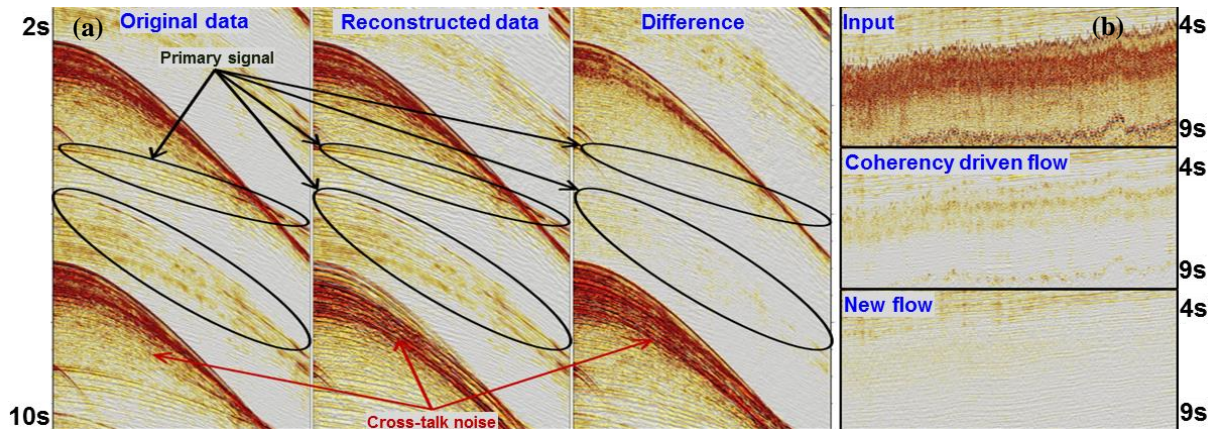 2s
(a)
Original data
Reconstructed data
Difference
Primary signal
Cross-talk noise
10s
Input
(b)
4s
9s
Coherency driven flow
4s
9s
New flow
4s
9s